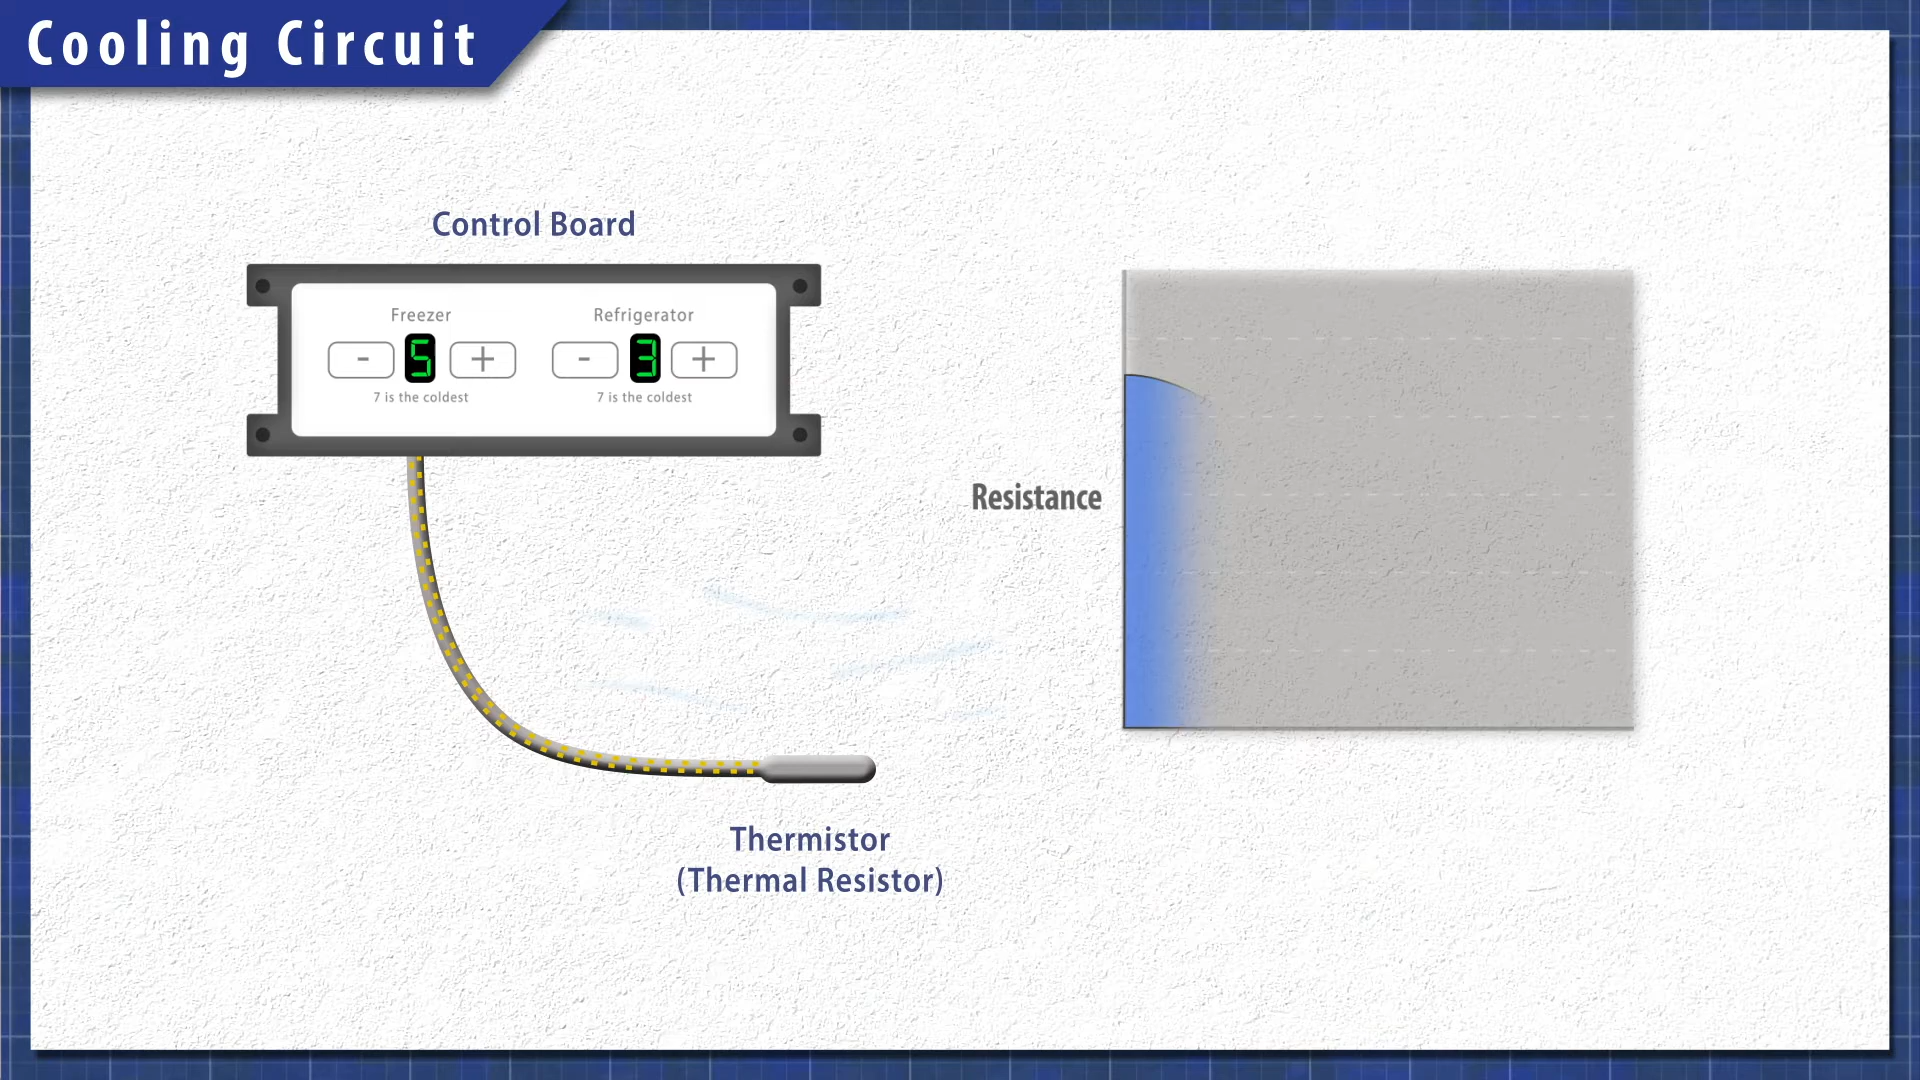 Cooling Circuit
Control Board
Freezer
Refrigerator
- 5 +
- 3 +
7 is the coldest
7 is the coldest
Resistance
Thermistor
(Thermal Resistor)